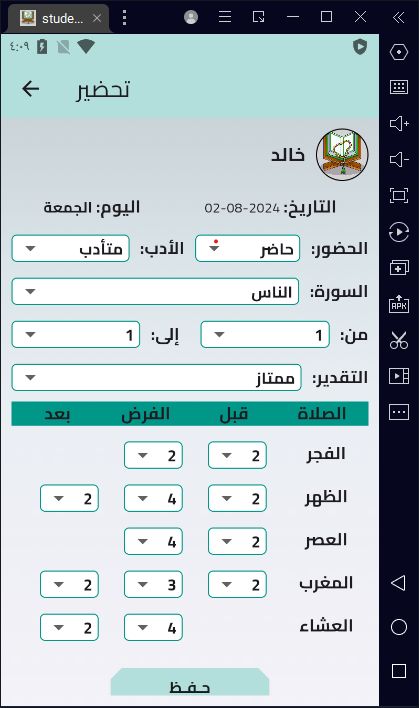 stude...
٤:٠٩
تحضير
خالد
التاريخ: 02-08-2024 اليوم: الجمعة
الحضور: حاضر الأدب: متأدب
السورة: الناس
من: 1 إلى: 1
التقدير: ممتاز
الصلاة قبل الفرض بعد
الفجر 2 2
الظهر 2 4 2
العصر 2 4
المغرب 2 3 2
العشاء 4 2
حفظ
APK